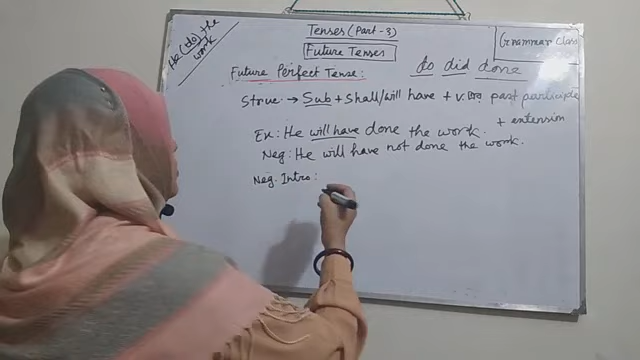 He (to) do the
work
Tenses (Part-3)
Future Tenses
Grammar Class
Future Perfect Tense:
do did done
Struc → Sub + Shall/will have + v. past participle
+ extension
Ex: He will have done the work.
Neg: He will have not done the work.
Neg. Intro: